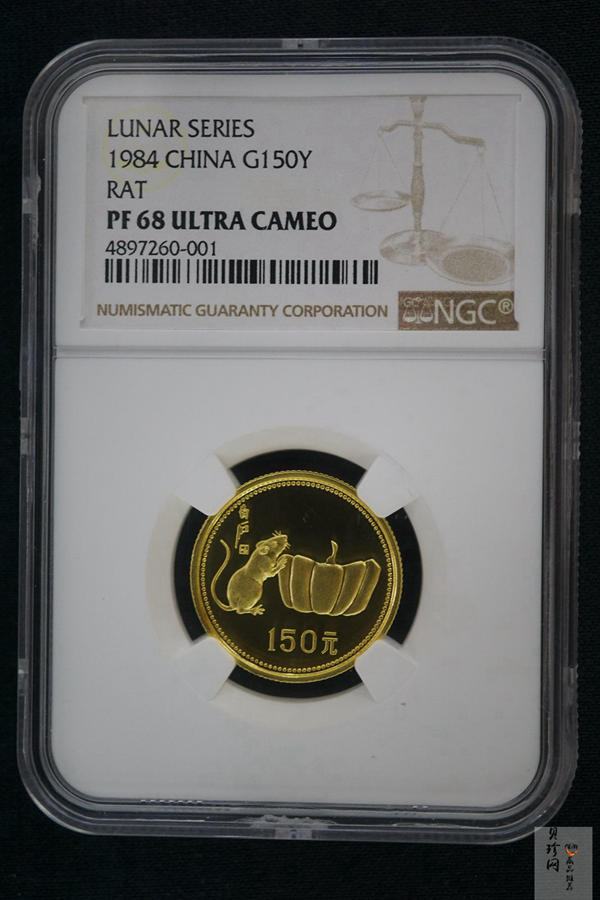 LUNAR SERIES
1984 CHINA G150Y
RAT
PF 68 ULTRA CAMEO
4897260-001
NUMISMATIC GUARANTY CORPORATION
NGC®
150元